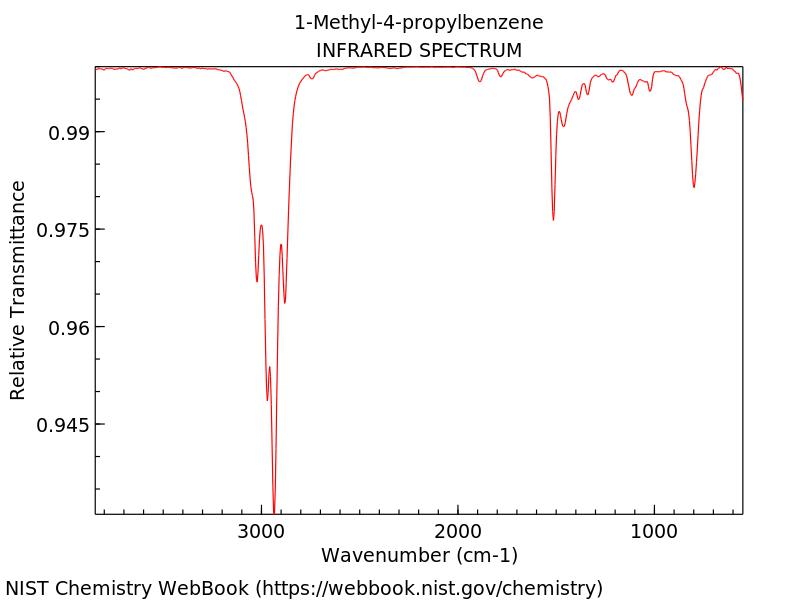 1-Methyl-4-propylbenzene
INFRARED SPECTRUM
0.99
0.975
0.96
0.945
Relative Transmittance
3000 2000 1000
Wavenumber (cm-1)
NIST Chemistry WebBook (https://webbook.nist.gov/chemistry)